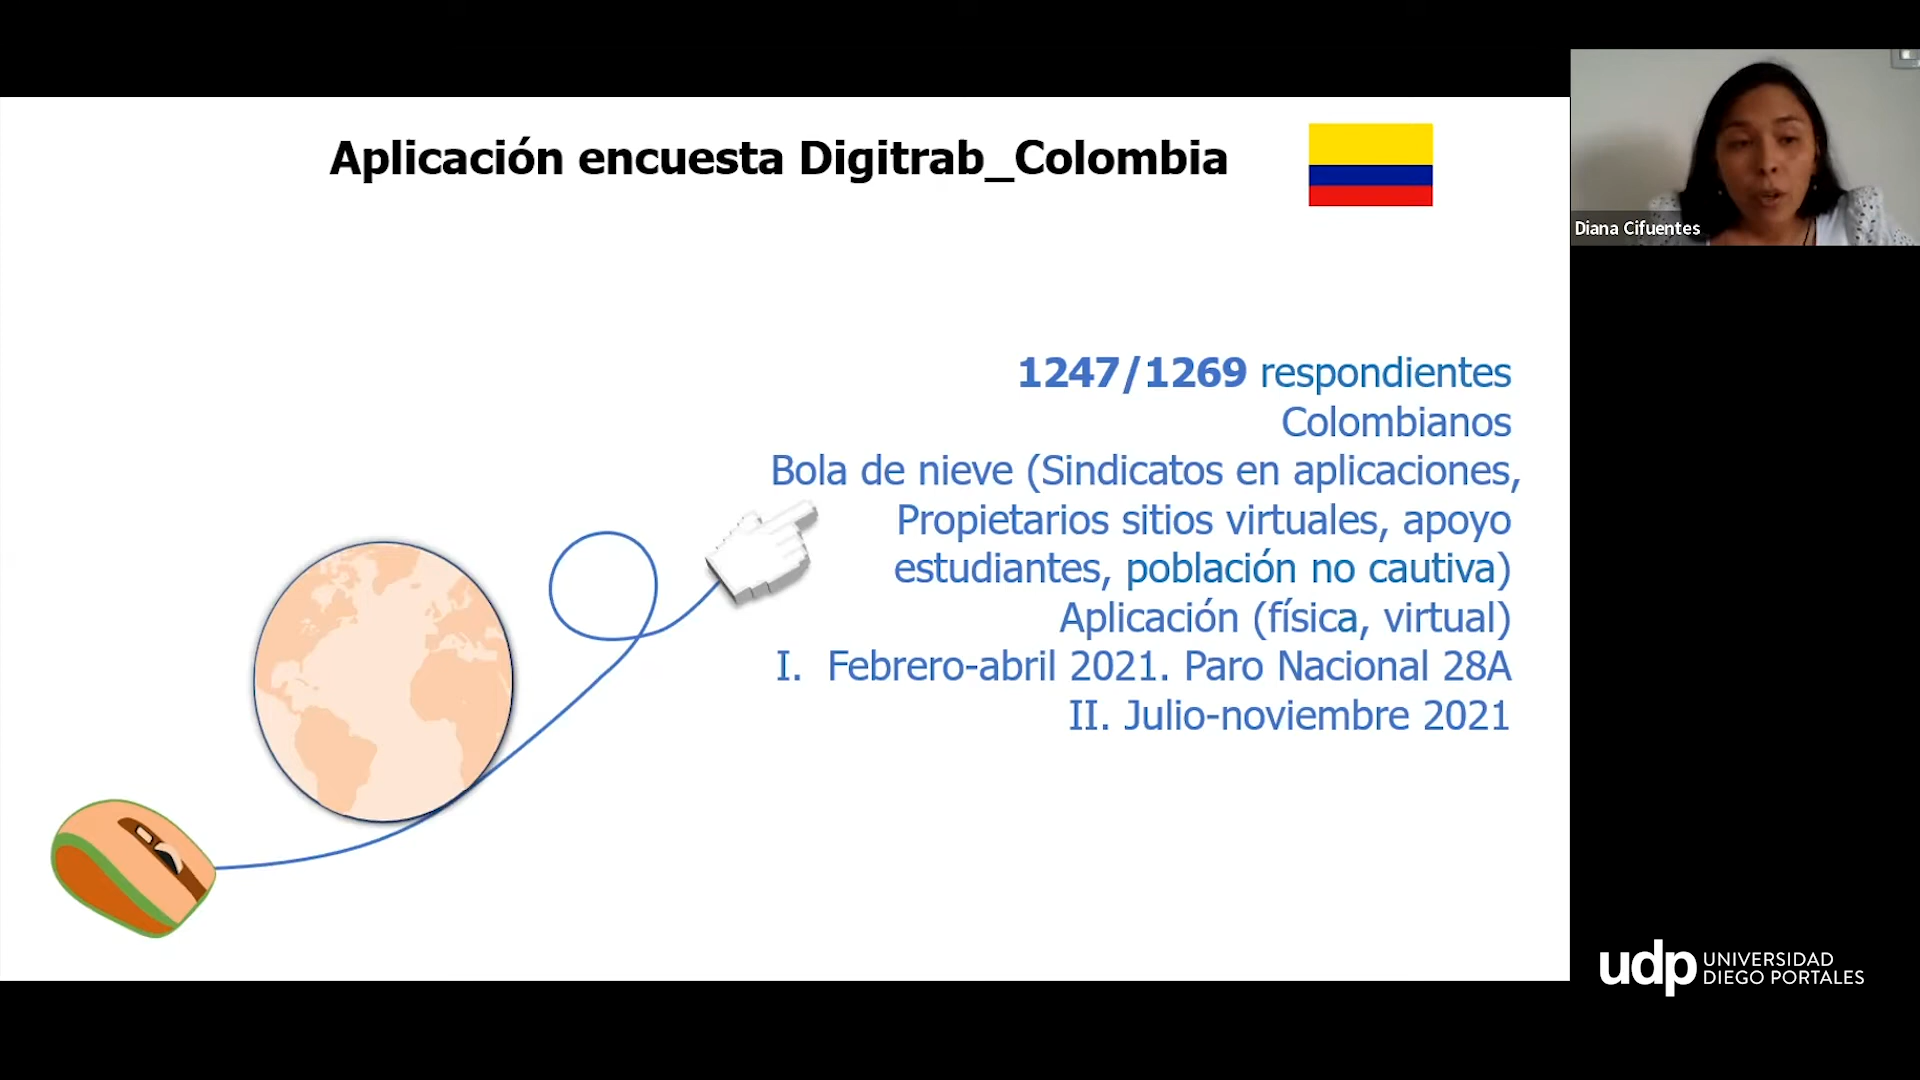 Aplicación encuesta Digitrab_Colombia
1247/1269 respondientes
Colombianos
Bola de nieve (Sindicatos en aplicaciones,
Propietarios sitios virtuales, apoyo
estudiantes, población no cautiva)
Aplicación (física, virtual)
I. Febrero-abril 2021. Paro Nacional 28A
II. Julio-noviembre 2021
Diana Cifuentes
udp UNIVERSIDAD
DIEGO PORTALES